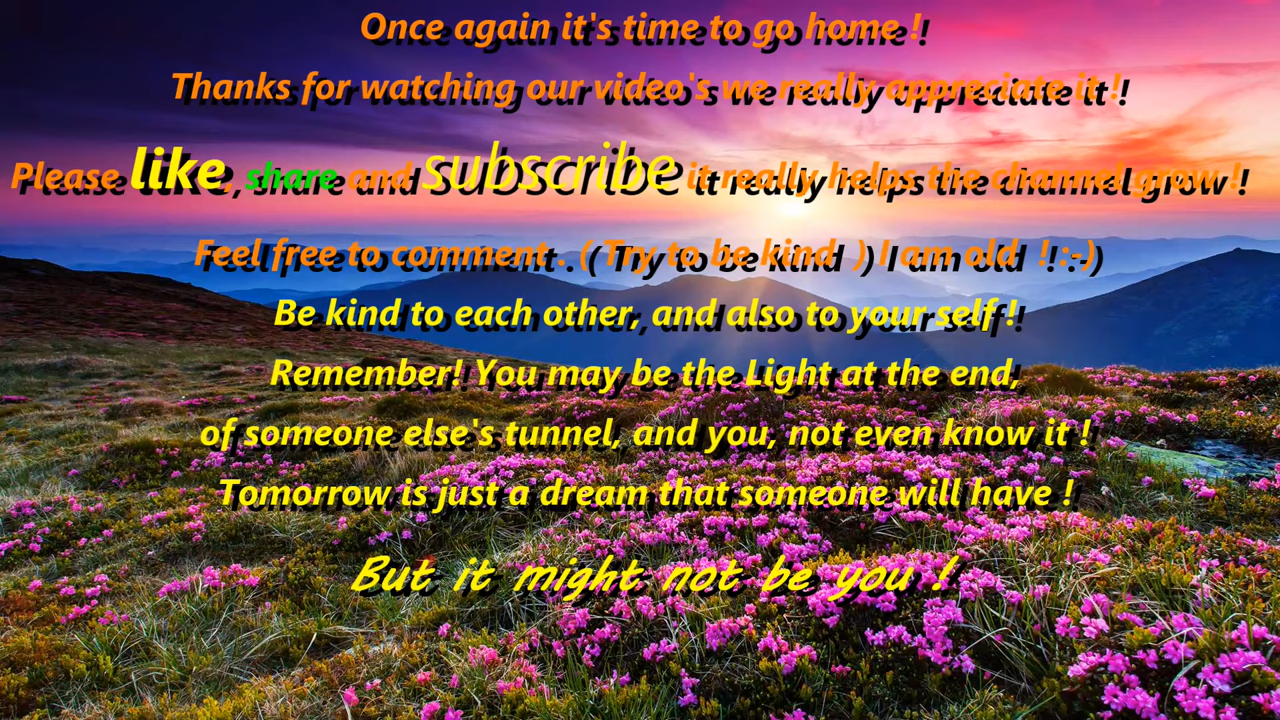 Once again it's time to go home !
Thanks for watching our video's we really appreciate it !
Please like, share and subscribe it really helps the channel grow !
Feel free to comment . ( Try to be kind ) I am old ! :-)
Be kind to each other, and also to your self !
Remember! You may be the Light at the end,
of someone else's tunnel, and you, not even know it !
Tomorrow is just a dream that someone will have !
But it might not be you !